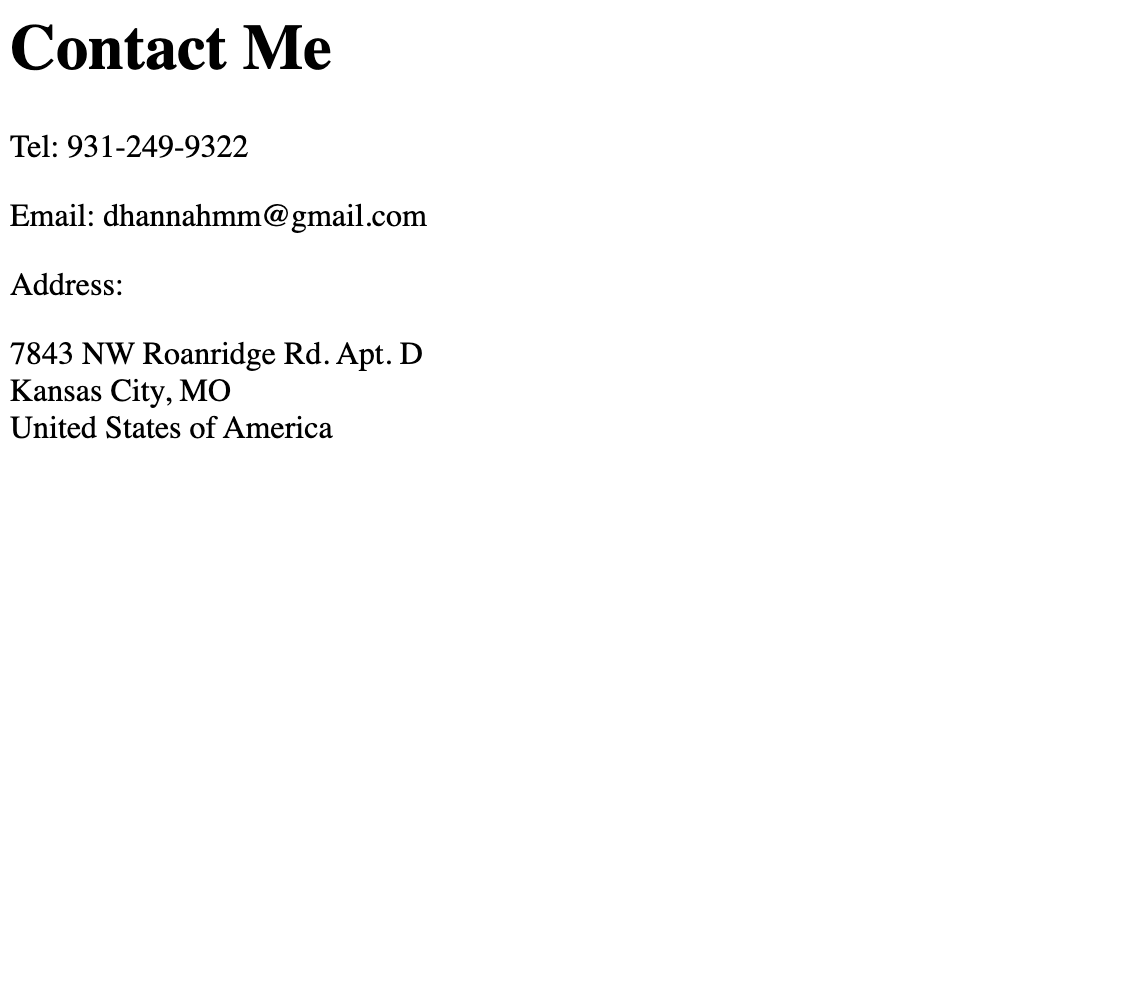 Contact Me
Tel: 931-249-9322
Email: dhannahmm@gmail.com
Address:
7843 NW Roanridge Rd. Apt. D
Kansas City, MO
United States of America